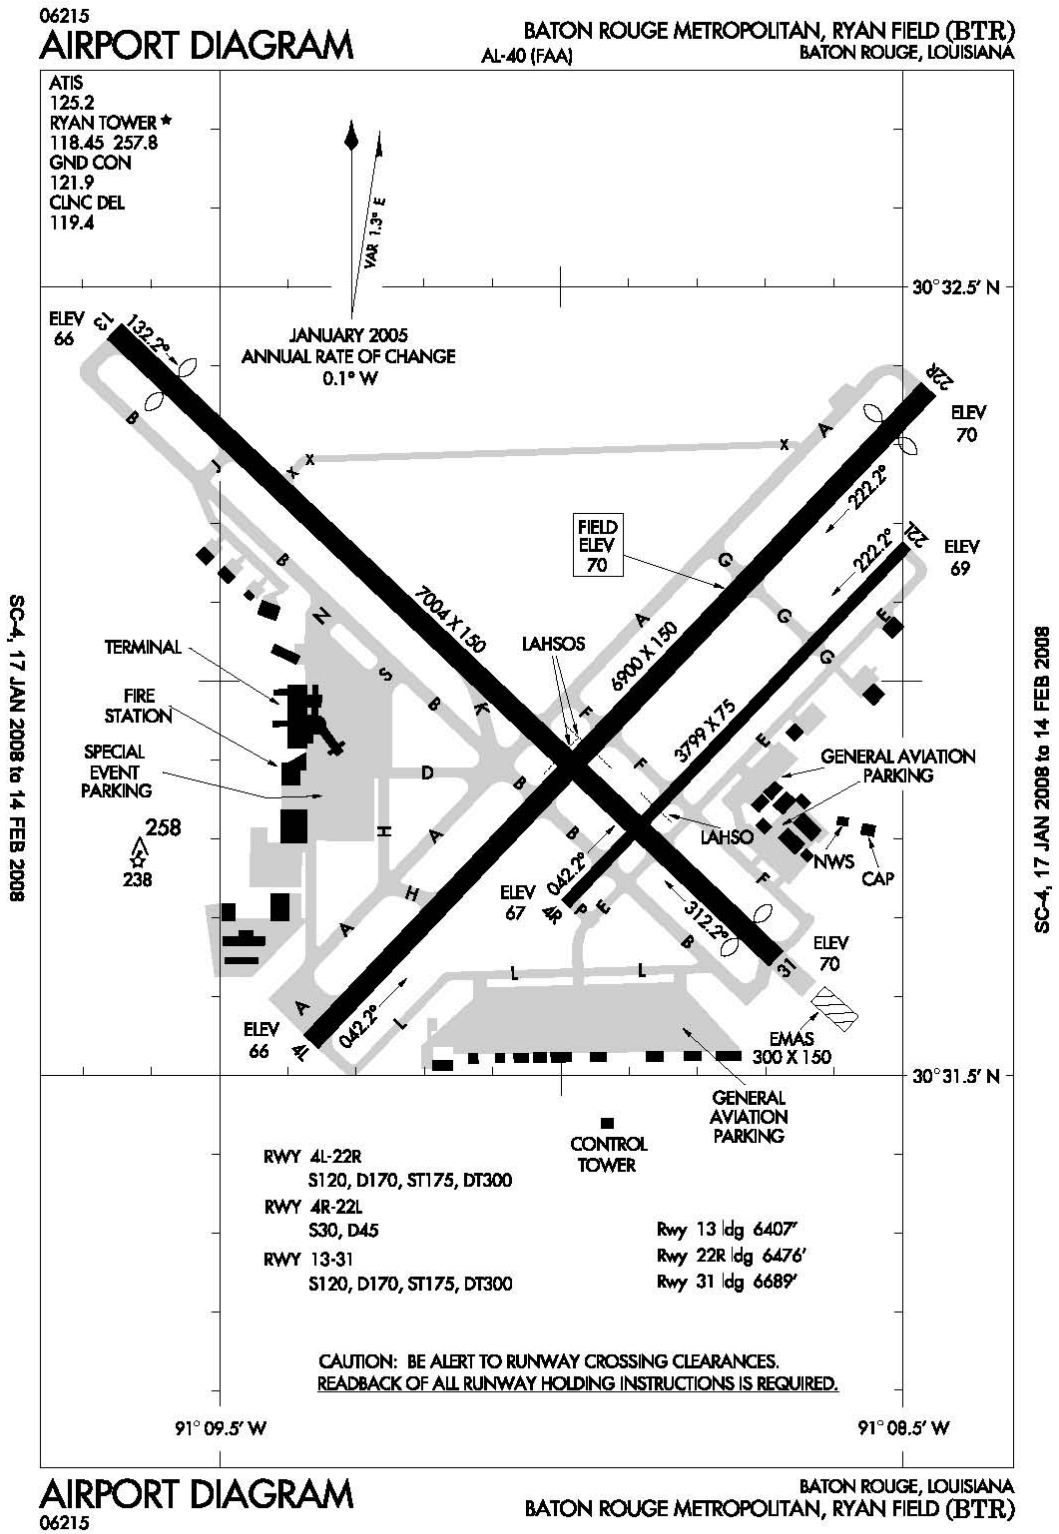 06215
AIRPORT DIAGRAM
AL-40 (FAA)
BATON ROUGE METROPOLITAN, RYAN FIELD (BTR)
BATON ROUGE, LOUISIANA
ATIS
125.2
RYAN TOWER ★
118.45 257.8
GND CON
121.9
CLNC DEL
119.4
VAR 1.3° E
JANUARY 2005
ANNUAL RATE OF CHANGE
0.1° W
30°32.5' N
ELEV
66
13
132.2°
22R
ELEV
70
B
J
X
X
X
A
222.2°
FIELD
ELEV
70
222.2°
22L
ELEV
69
B
G
7004 X 150
N
A
G
E
G
TERMINAL
LAHSOS
6900 X 150
S
FIRE
STATION
B
K
F
3799 X 75
E
SPECIAL
EVENT
PARKING
D
B
F
GENERAL AVIATION
PARKING
258
238
H
A
B
LAHSO
NWS
CAP
H
042.2°
ELEV
67
4R
P
E
F
312.2°
A
B
ELEV
70
31
L
L
A
042.2°
L
ELEV
66
4L
EMAS
300 X 150
30°31.5' N
GENERAL
AVIATION
PARKING
CONTROL
TOWER
RWY 4L-22R
S120, D170, ST175, DT300
RWY 4R-22L
S30, D45
RWY 13-31
S120, D170, ST175, DT300
Rwy 13 ldg 6407'
Rwy 22R ldg 6476'
Rwy 31 ldg 6689'
CAUTION: BE ALERT TO RUNWAY CROSSING CLEARANCES.
READBACK OF ALL RUNWAY HOLDING INSTRUCTIONS IS REQUIRED.
91°09.5' W
91°08.5' W
AIRPORT DIAGRAM
06215
BATON ROUGE, LOUISIANA
BATON ROUGE METROPOLITAN, RYAN FIELD (BTR)
SC-4, 17 JAN 2008 to 14 FEB 2008
SC-4, 17 JAN 2008 to 14 FEB 2008